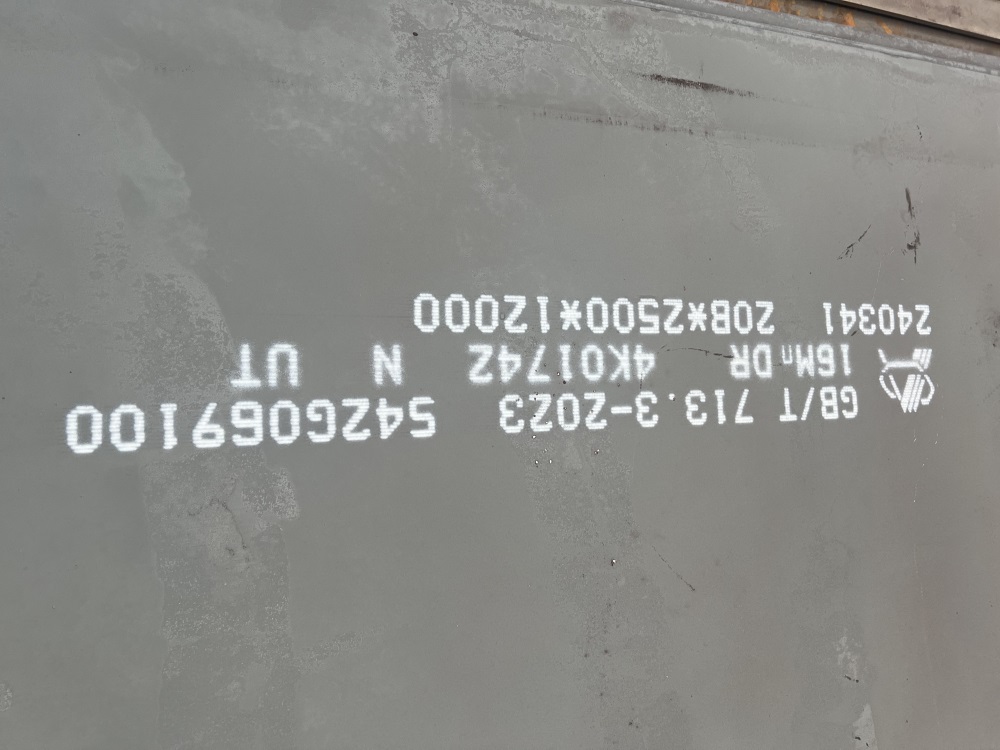 GB/T 713.3-2023 542G069100
16MnDR 4K01742 N UT
240341 20B*2500*12000